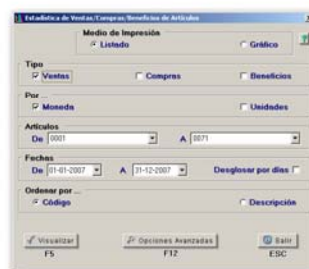 Estadística de Ventas/Compras/Beneficios de Artículos
Medio de Impresión
Listado Gráfico
Tipo
Ventas Compras Beneficios
Por ...
Moneda Unidades
Artículos
De 0001 A 0071
Fechas
De 01-01-2007 A 31-12-2007 Desglosar por días
Ordenar por ...
Código Descripción
Visualizar Opciones Avanzadas Salir
F5 F12 ESC